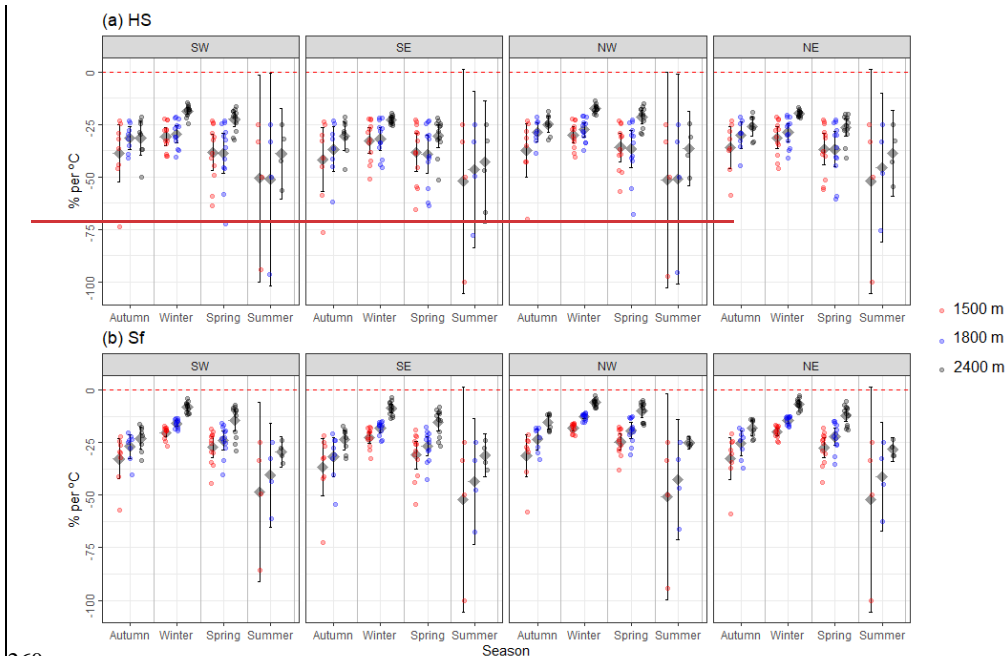 (a) HS
SW SE NW NE
0
-25
-50
-75
-100
% per ºC
Autumn Winter Spring Summer Autumn Winter Spring Summer Autumn Winter Spring Summer Autumn Winter Spring Summer
1500 m
1800 m
2400 m
(b) Sf
SW SE NW NE
0
-25
-50
-75
-100
% per ºC
Autumn Winter Spring Summer Autumn Winter Spring Summer Autumn Winter Spring Summer Autumn Winter Spring Summer
Season